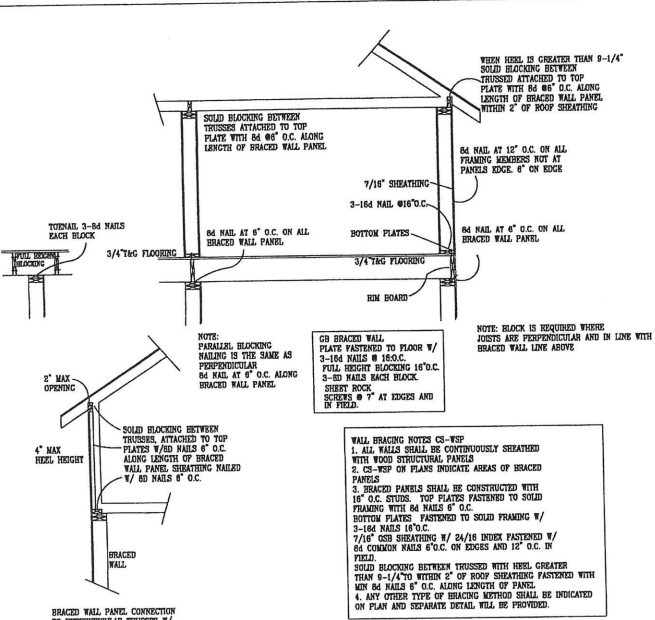 WHEN HEEL IS GREATER THAN 9-1/4"
SOLID BLOCKING BETWEEN
TRUSSED ATTACHED TO TOP
PLATE WITH 8d @6" O.C. ALONG
LENGTH OF BRACED WALL PANEL
WITHIN 2" OF ROOF SHEATHING
SOLID BLOCKING BETWEEN
TRUSSES ATTACHED TO TOP
PLATE WITH 8d @6" O.C. ALONG
LENGTH OF BRACED WALL PANEL
8d NAIL AT 12" O.C. ON ALL
FRAMING MEMBERS NOT AT
PANELS EDGE. 6" ON EDGE
7/16" SHEATHING
3-16d NAIL @16"O.C.
TOENAIL 3-8d NAILS
EACH BLOCK
8d NAIL AT 6" O.C. ON ALL
BRACED WALL PANEL
BOTTOM PLATES
8d NAIL AT 6" O.C. ON ALL
BRACED WALL PANEL
FULL HEIGHT
BLOCKING
3/4"T&G FLOORING
3/4"T&G FLOORING
RIM BOARD
NOTE:
PARALLEL BLOCKING
NAILING IS THE SAME AS
PERPENDICULAR
8d NAIL AT 6" O.C. ALONG
BRACED WALL PANEL
GB BRACED WALL
PLATE FASTENED TO FLOOR W/
3-16d NAILS @ 16:O.C.
FULL HEIGHT BLOCKING 16"O.C.
3-8D NAILS EACH BLOCK
SHEET ROCK
SCREWS @ 7" AT EDGES AND
IN FIELD.
NOTE: BLOCK IS REQUIRED WHERE
JOISTS ARE PERPENDICULAR AND IN LINE WITH
BRACED WALL LINE ABOVE
2" MAX
OPENING
4" MAX
HEEL HEIGHT
SOLID BLOCKING BETWEEN
TRUSSES, ATTACHED TO TOP
PLATES W/8D NAILS 6" O.C.
ALONG LENGTH OF BRACED
WALL PANEL SHEATHING NAILED
W/ 8D NAILS 6" O.C.
BRACED
WALL
WALL BRACING NOTES CS-WSP
1. ALL WALLS SHALL BE CONTINUOUSLY SHEATHED
WITH WOOD STRUCTURAL PANELS
2. CS-WSP ON PLANS INDICATE AREAS OF BRACED
PANELS
3. BRACED PANELS SHALL BE CONSTRUCTED WITH
16" O.C. STUDS. TOP PLATES FASTENED TO SOLID
FRAMING WITH 8d NAILS 6" O.C.
BOTTOM PLATES FASTENED TO SOLID FRAMING W/
3-16d NAILS 16"O.C.
7/16" OSB SHEATHING W/ 24/16 INDEX FASTENED W/
8d COMMON NAILS 6"O.C. ON EDGES AND 12" O.C. IN
FIELD.
SOLID BLOCKING BETWEEN TRUSSED WITH HEEL GREATER
THAN 9-1/4"TO WITHIN 2" OF ROOF SHEATHING FASTENED WITH
MIN 8d NAILS 6" O.C. ALONG LENGTH OF PANEL
4. ANY OTHER TYPE OF BRACING METHOD SHALL BE INDICATED
ON PLAN AND SEPARATE DETAIL WILL BE PROVIDED.
BRACED WALL PANEL CONNECTION